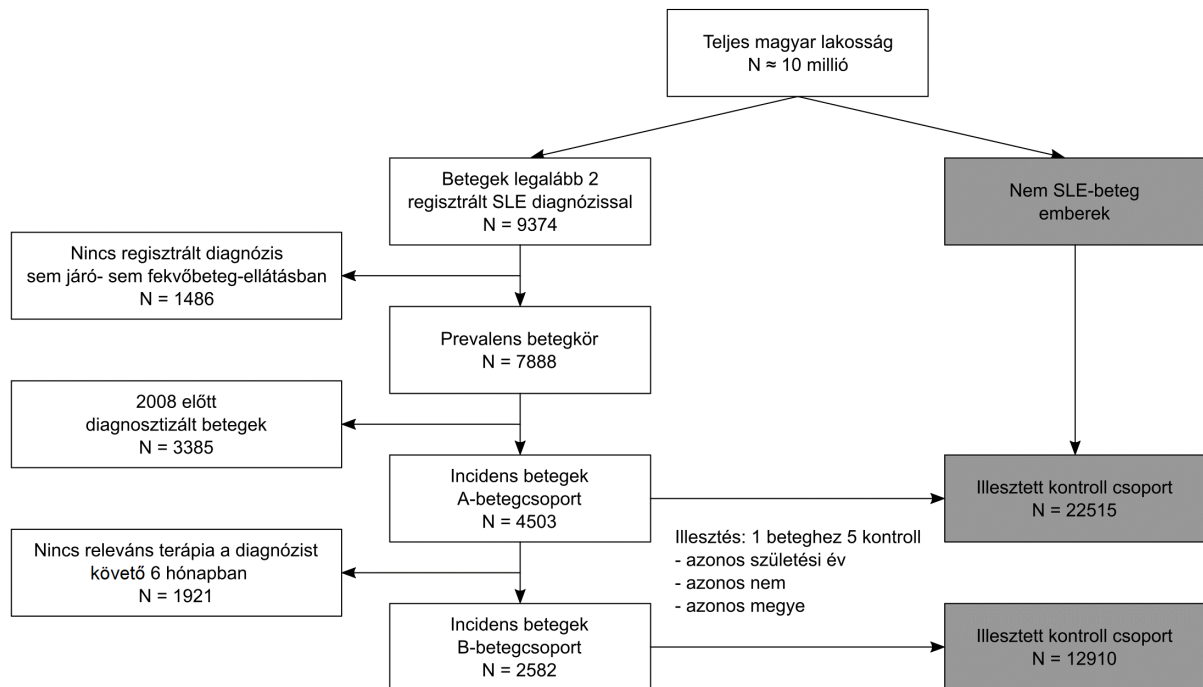 Teljes magyar lakosság
N ≈ 10 millió
Betegek legalább 2
regisztrált SLE diagnózissal
N = 9374
Nem SLE-beteg
emberek
Nincs regisztrált diagnózis
sem járó- sem fekvőbeteg-ellátásban
N = 1486
Prevalens betegkör
N = 7888
2008 előtt
diagnosztizált betegek
N = 3385
Incidens betegek
A-betegcsoport
N = 4503
Illesztett kontroll csoport
N = 22515
Illesztés: 1 beteghez 5 kontroll
- azonos születési év
- azonos nem
- azonos megye
Nincs releváns terápia a diagnózist
követő 6 hónapban
N = 1921
Incidens betegek
B-betegcsoport
N = 2582
Illesztett kontroll csoport
N = 12910